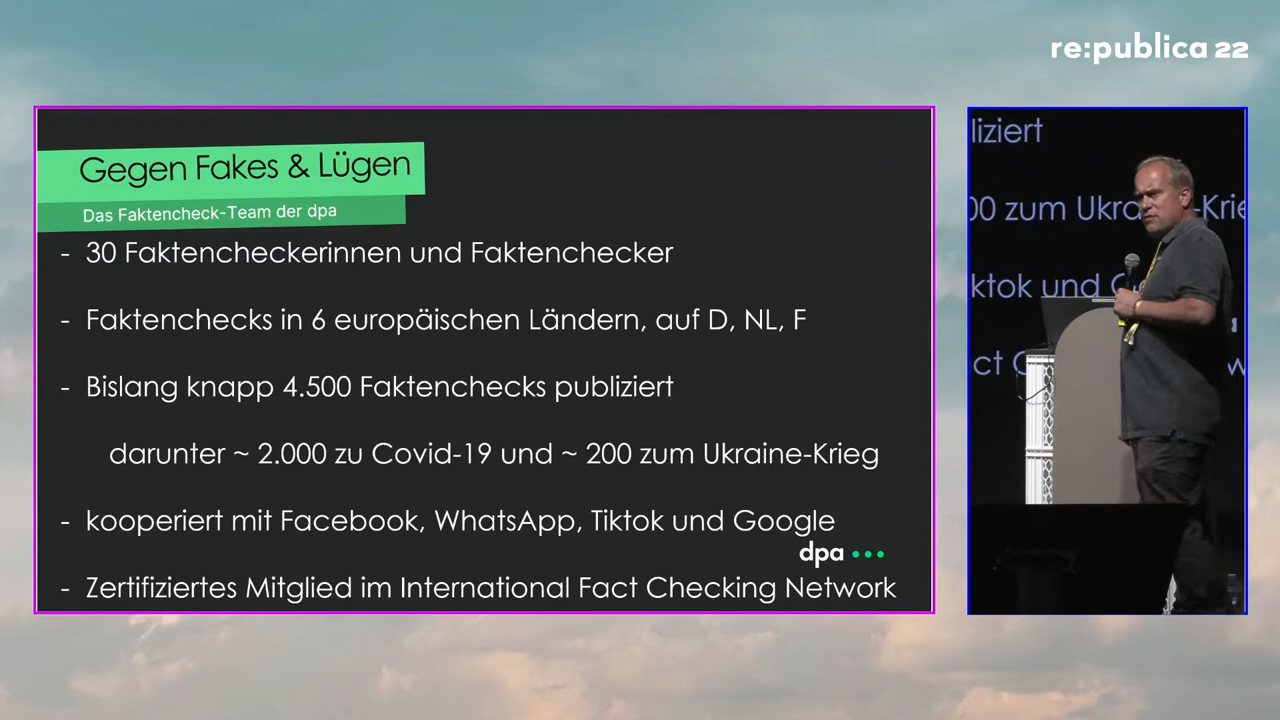 re:publica 22
Gegen Fakes & Lügen
Das Faktencheck-Team der dpa
- 30 Faktencheckerinnen und Faktenchecker
- Faktenchecks in 6 europäischen Ländern, auf D, NL, F
- Bislang knapp 4.500 Faktenchecks publiziert
darunter ~ 2.000 zu Covid-19 und ~ 200 zum Ukraine-Krieg
- kooperiert mit Facebook, WhatsApp, Tiktok und Google
dpa
- Zertifiziertes Mitglied im International Fact Checking Network
liziert
00 zum Ukra -Krie
ktok und G
ct